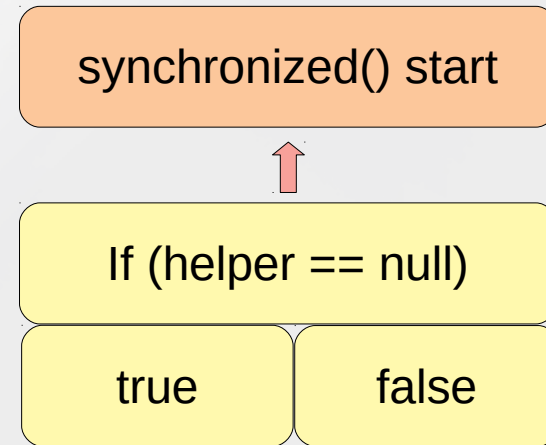 synchronized() start
If (helper == null)
true
false